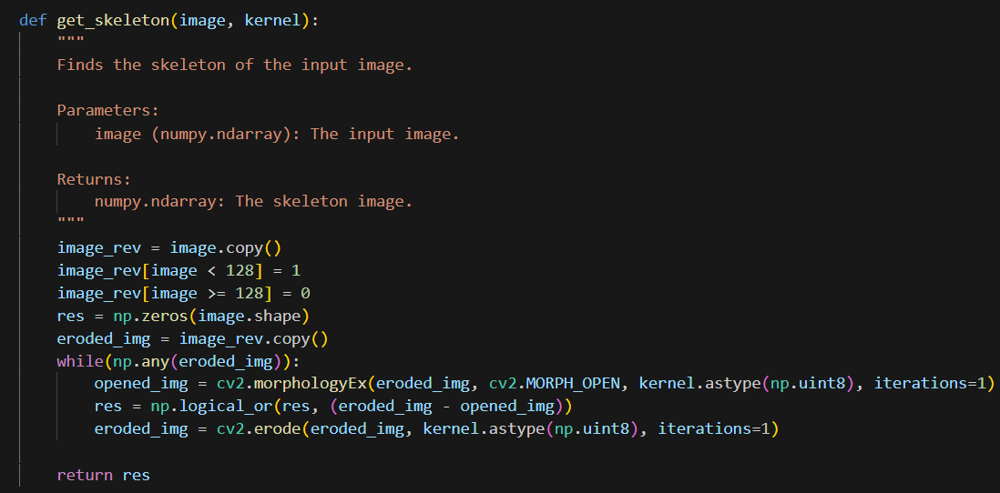 def get_skeleton(image, kernel):
    """
    Finds the skeleton of the input image.

    Parameters:
        image (numpy.ndarray): The input image.

    Returns:
        numpy.ndarray: The skeleton image.
    """
    image_rev = image.copy()
    image_rev[image < 128] = 1
    image_rev[image >= 128] = 0
    res = np.zeros(image.shape)
    eroded_img = image_rev.copy()
    while(np.any(eroded_img)):
        opened_img = cv2.morphologyEx(eroded_img, cv2.MORPH_OPEN, kernel.astype(np.uint8), iterations=1)
        res = np.logical_or(res, (eroded_img - opened_img))
        eroded_img = cv2.erode(eroded_img, kernel.astype(np.uint8), iterations=1)

    return res